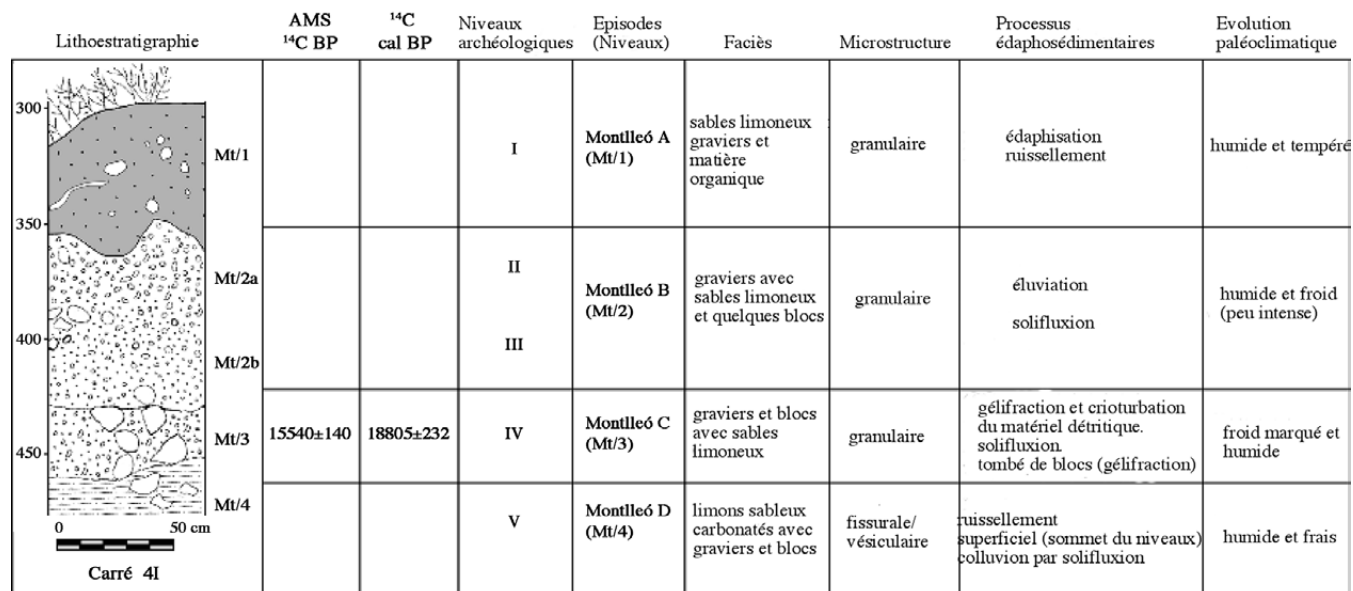 Lithoestratigraphie
AMS
¹⁴C BP
¹⁴C
cal BP
Niveaux
archéologiques
Episodes
(Niveaux)
Faciès
Microstructure
Processus
édaphosédimentaires
Evolution
paléoclimatique
300
350
400
450
Mt/1
I
Montlleó A
(Mt/1)
sables limoneux
graviers et
matière
organique
granulaire
édaphisation
ruissellement
humide et tempéré
Mt/2a
Mt/2b
II
III
Montlleó B
(Mt/2)
graviers avec
sables limoneux
et quelques blocs
granulaire
éluviation
solifluxion
humide et froid
(peu intense)
Mt/3
15540±140
18805±232
IV
Montlleó C
(Mt/3)
graviers et blocs
avec sables
limoneux
granulaire
gélifraction et crioturbation
du matériel détritique.
solifluxion.
tombé de blocs (gélifraction)
froid marqué et
humide
Mt/4
V
Montlleó D
(Mt/4)
limons sableux
carbonatés avec
graviers et blocs
fissurale/
vésiculaire
ruissellement
superficiel (sommet du niveaux)
colluvion par solifluxion
humide et frais
0 50 cm
Carré 4I